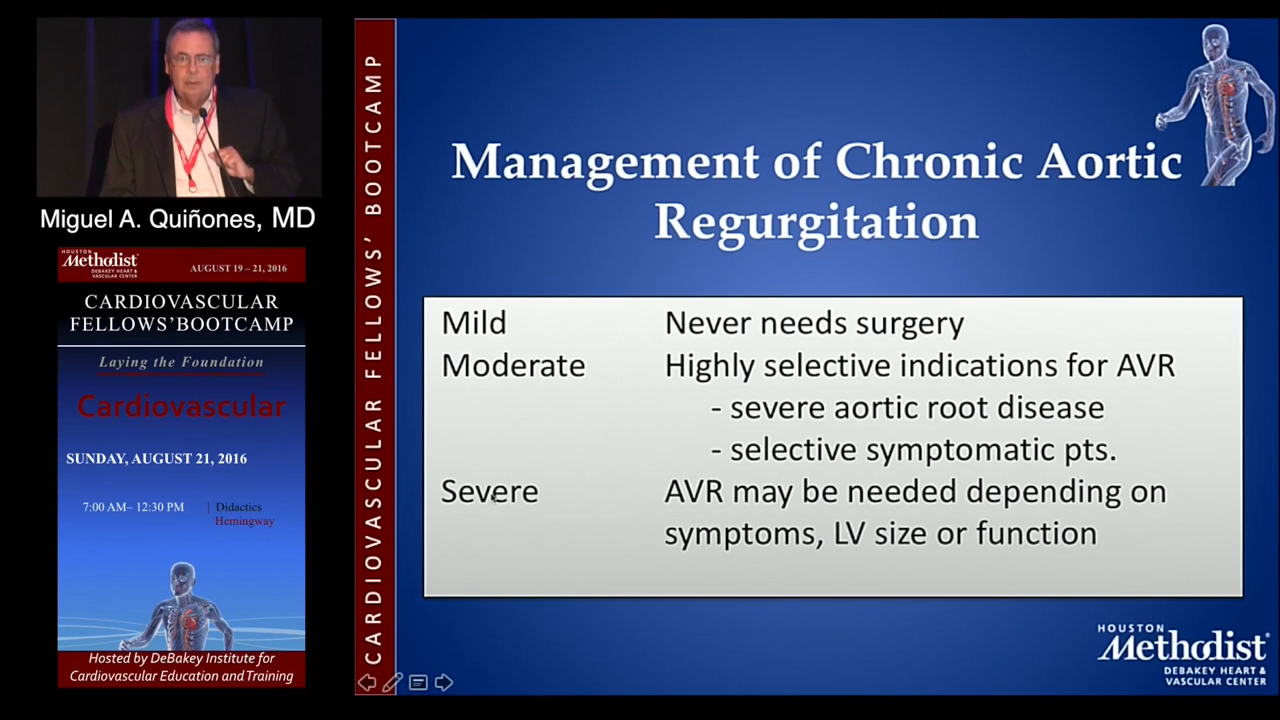 Miguel A. Quiñones, MD
HOUSTON
Methodist
DEBAKEY HEART &
VASCULAR CENTER
AUGUST 19 – 21, 2016
CARDIOVASCULAR
FELLOWS'BOOTCAMP
Laying the Foundation
Cardiovascular
SUNDAY, AUGUST 21, 2016
7:00 AM– 12:30 PM | Didactics
Hemingway
Hosted by DeBakey Institute for
Cardiovascular Education and Training
CARDIOVASCULAR FELLOWS' BOOTCAMP
Management of Chronic Aortic
Regurgitation
Mild Never needs surgery
Moderate Highly selective indications for AVR
- severe aortic root disease
- selective symptomatic pts.
Severe AVR may be needed depending on
symptoms, LV size or function
HOUSTON
Methodist
DEBAKEY HEART &
VASCULAR CENTER